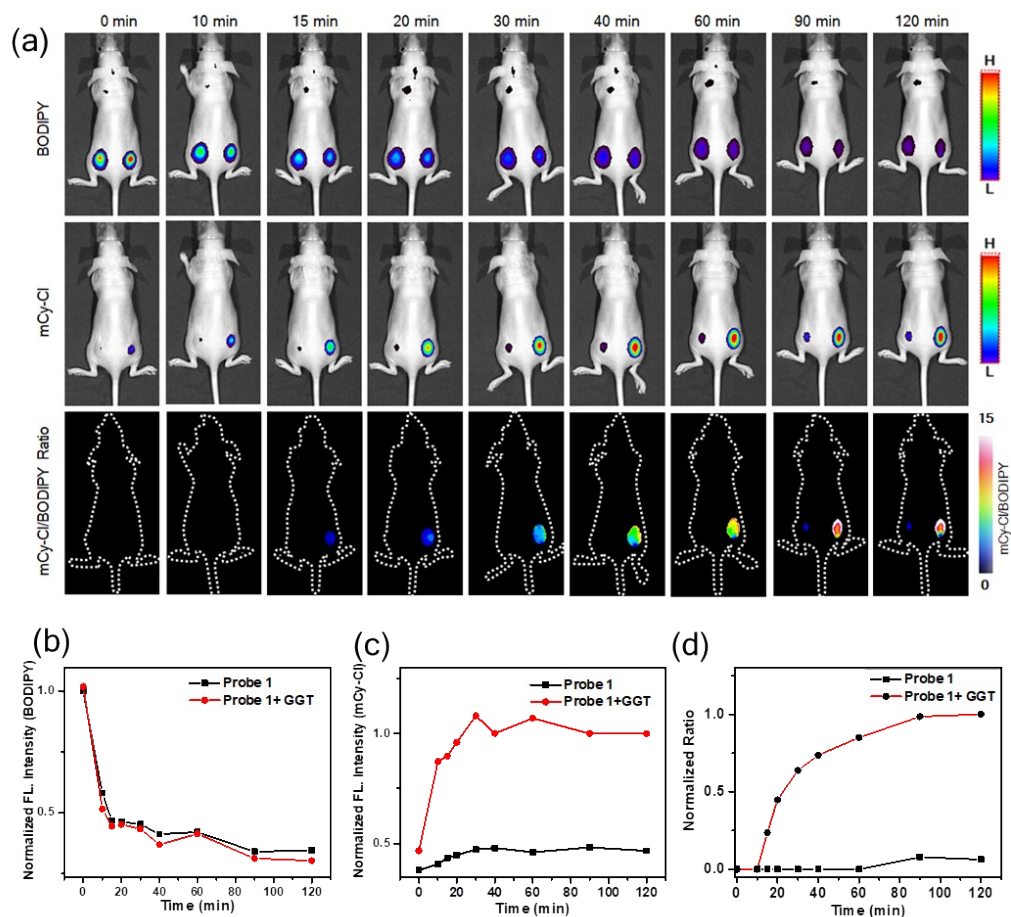 (a)
0 min 10 min 15 min 20 min 30 min 40 min 60 min 90 min 120 min
BODIPY
H
L
mCy-Cl
H
L
mCy-Cl/BODIPY Ratio
15
0
mCy-Cl/BODIPY
(b)
Normalized FL. Intensity (BODIPY)
1.0
0.5
Probe 1
Probe 1+ GGT
0 20 40 60 80 100 120
Time (min)
(c)
Normalized FL. Intensity (mCy-Cl)
1.0
0.5
Probe 1
Probe 1+GGT
0 20 40 60 80 100 120
Time (min)
(d)
Normalized Ratio
1.0
0.5
0.0
Probe 1
Probe 1+ GGT
0 20 40 60 80 100 120
Time (min)